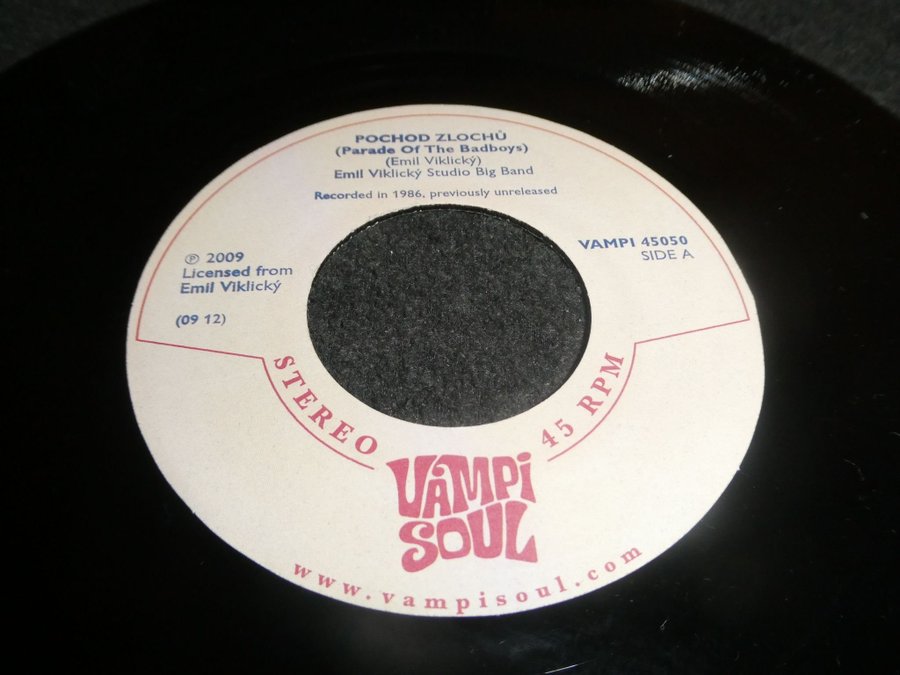 POCHOD ZLOCHŮ
(Parade Of The Badboys)
(Emil Viklický)
Emil Viklický Studio Big Band
Recorded in 1986, previously unreleased
℗ 2009
Licensed from
Emil Viklický
(09 12)
VAMPI 45050
SIDE A
STEREO
45 RPM
VAMPI
SOUL
www.vampisoul.com